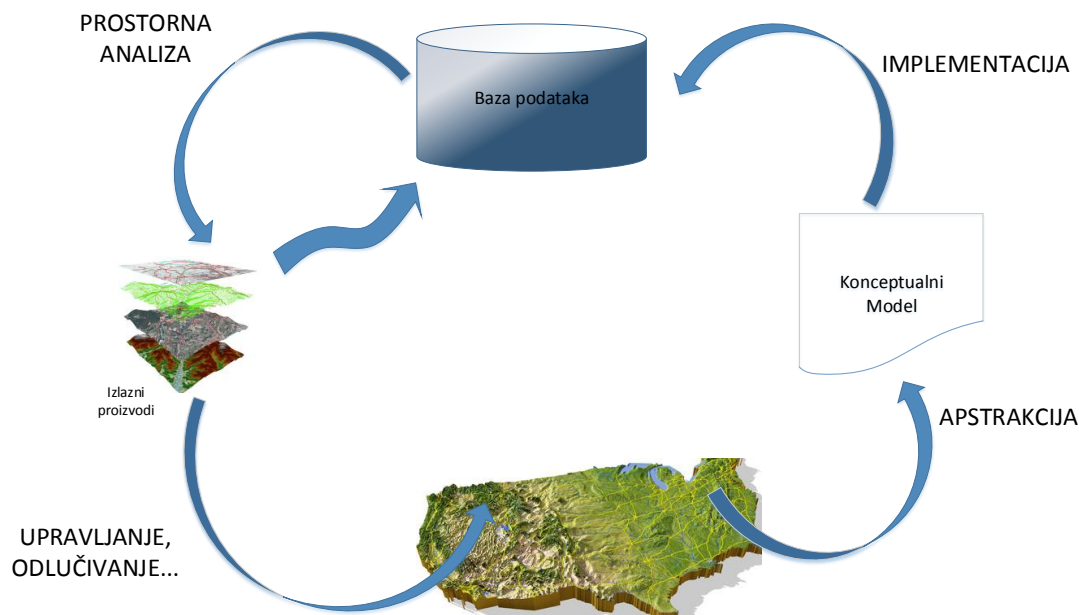 PROSTORNA
ANALIZA
Baza podataka
IMPLEMENTACIJA
Konceptualni
Model
Izlazni
proizvodi
APSTRAKCIJA
UPRAVLJANJE,
ODLUČIVANJE...